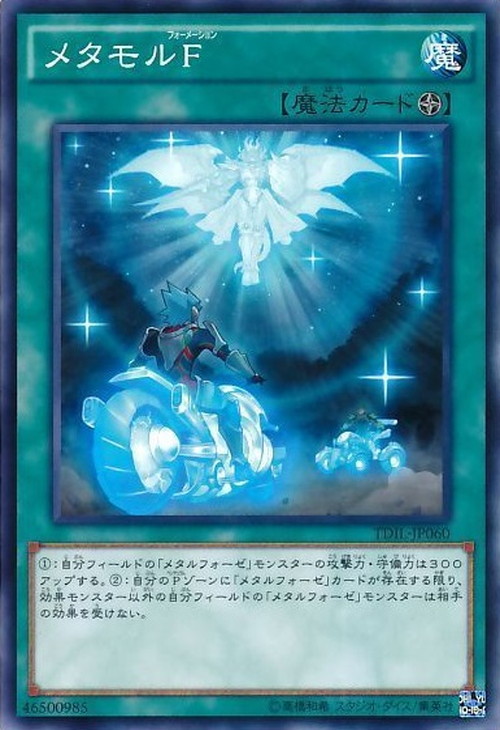 フォーメーション
メタモルF
魔
【魔法カード】
TDIL-JP060
①：自分フィールドの「メタルフォーゼ」モンスターの攻撃力・守備力は３００
アップする。②：自分のＰゾーンに「メタルフォーゼ」カードが存在する限り、
効果モンスター以外の自分フィールドの「メタルフォーゼ」モンスターは相手
の効果を受けない。
46500985
©高橋和希 スタジオ・ダイス/集英社